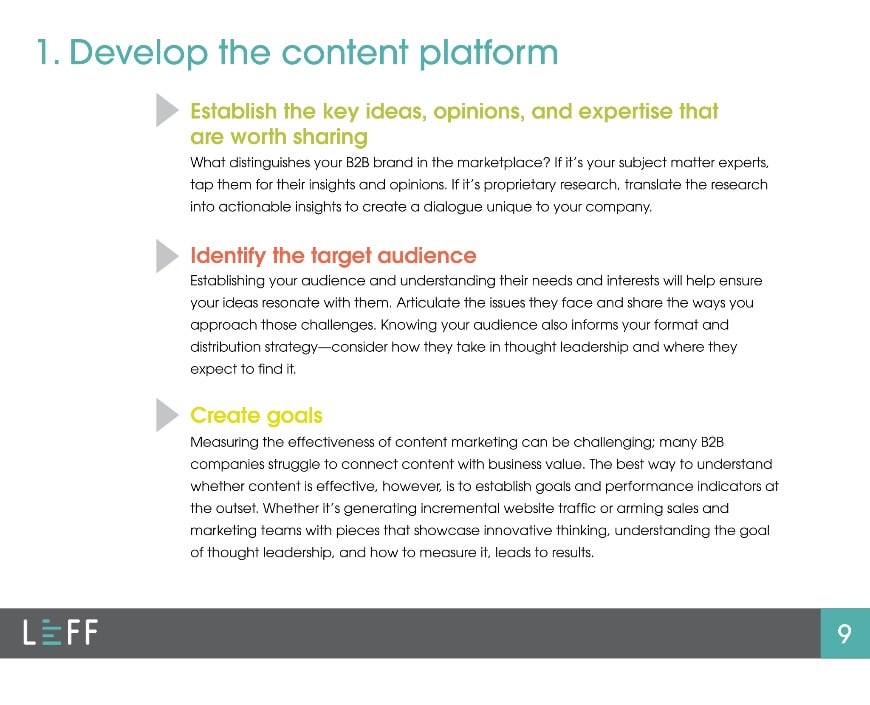 1. Develop the content platform
Establish the key ideas, opinions, and expertise that
are worth sharing
What distinguishes your B2B brand in the marketplace? If it's your subject matter experts,
tap them for their insights and opinions. If it's proprietary research, translate the research
into actionable insights to create a dialogue unique to your company.
Identify the target audience
Establishing your audience and understanding their needs and interests will help ensure
your ideas resonate with them. Articulate the issues they face and share the ways you
approach those challenges. Knowing your audience also informs your format and
distribution strategy—consider how they take in thought leadership and where they
expect to find it.
Create goals
Measuring the effectiveness of content marketing can be challenging; many B2B
companies struggle to connect content with business value. The best way to understand
whether content is effective, however, is to establish goals and performance indicators at
the outset. Whether it's generating incremental website traffic or arming sales and
marketing teams with pieces that showcase innovative thinking, understanding the goal
of thought leadership, and how to measure it, leads to results.
LEFF
9